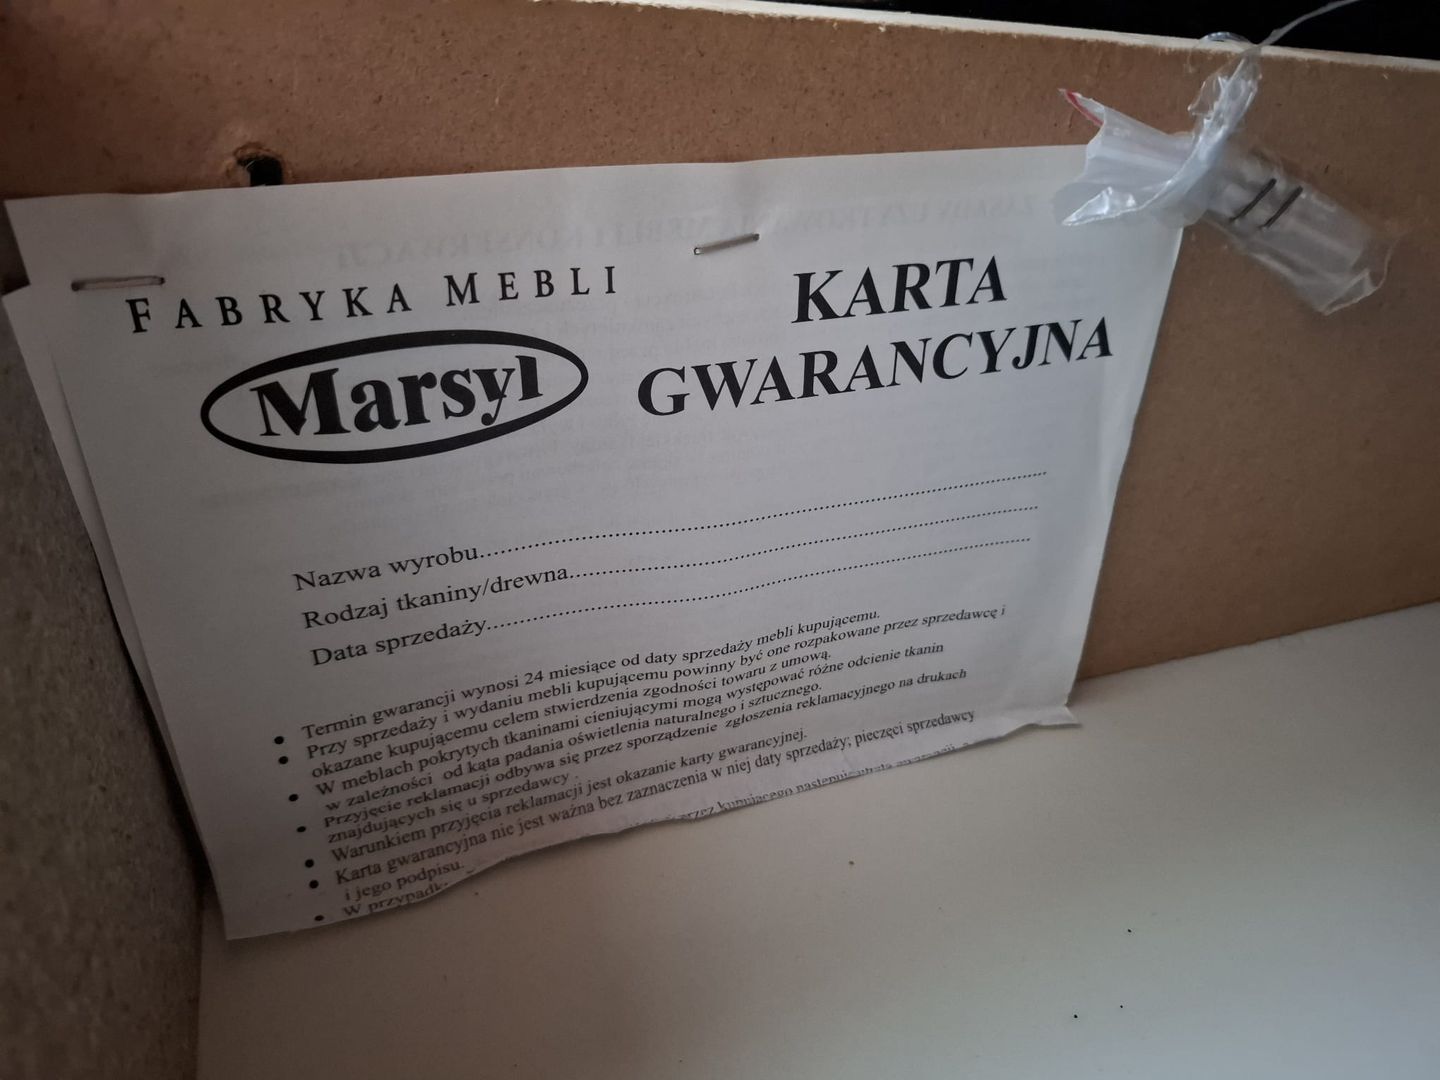 FABRYKA MEBLI
Marsyl
KARTA
GWARANCYJNA
Nazwa wyrobu
Rodzaj tkaniny/drewna
Data sprzedaży
• Termin gwarancji wynosi 24 miesiące od daty sprzedaży mebli kupującemu.
• Przy sprzedaży i wydaniu mebli kupującemu powinny być one rozpakowane przez sprzedawcę i
okazane kupującemu celem stwierdzenia zgodności towaru z umową.
• W meblach pokrytych tkaninami cieniującymi mogą występować różne odcienie tkanin
w zależności od kąta padania oświetlenia naturalnego i sztucznego.
• Przyjęcie reklamacji odbywa się przez sporządzenie zgłoszenia reklamacyjnego na drukach
znajdujących się u sprzedawcy.
• Warunkiem przyjęcia reklamacji jest okazanie karty gwarancyjnej.
• Karta gwarancyjna nie jest ważna bez zaznaczenia w niej daty sprzedaży; pieczęci sprzedawcy
i jego podpisu.
• W przez kupującego